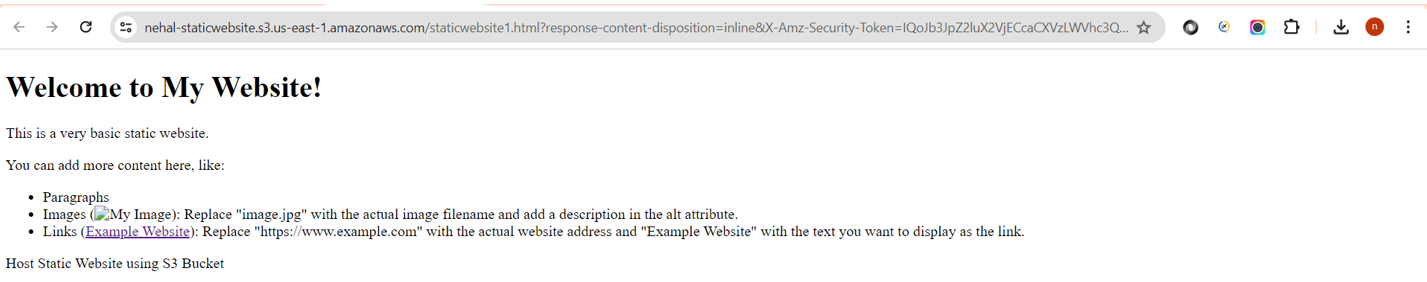 nehal-staticwebsite.s3.us-east-1.amazonaws.com/staticwebsite1.html?response-content-disposition=inline&X-Amz-Security-Token=IQoJb3JpZ2luX2VjECcaCXVzLWVhc3Q...
n
Welcome to My Website!
This is a very basic static website.
You can add more content here, like:
• Paragraphs
• Images (My Image): Replace "image.jpg" with the actual image filename and add a description in the alt attribute.
• Links (Example Website): Replace "https://www.example.com" with the actual website address and "Example Website" with the text you want to display as the link.
Host Static Website using S3 Bucket